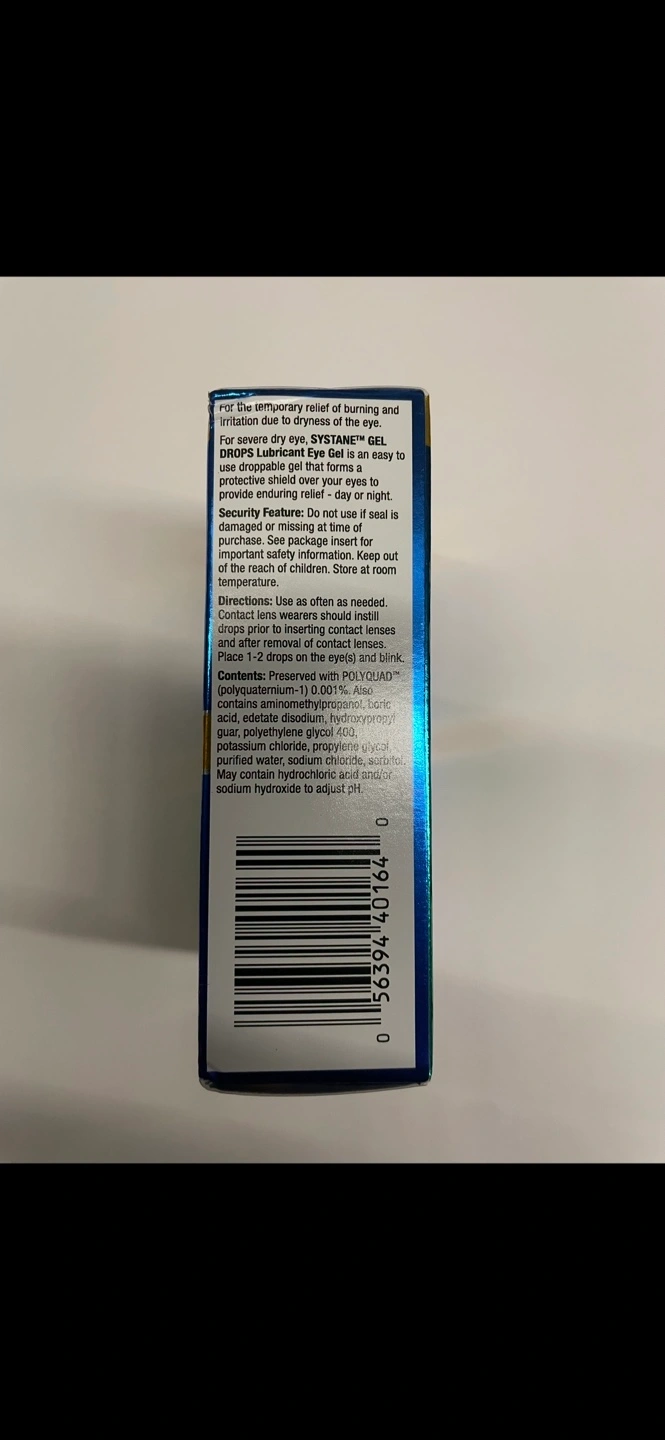 For the temporary relief of burning and
irritation due to dryness of the eye.
For severe dry eye, SYSTANE™ GEL
DROPS Lubricant Eye Gel is an easy to
use droppable gel that forms a
protective shield over your eyes to
provide enduring relief - day or night.
Security Feature: Do not use if seal is
damaged or missing at time of
purchase. See package insert for
important safety information. Keep out
of the reach of children. Store at room
temperature.
Directions: Use as often as needed.
Contact lens wearers should instill
drops prior to inserting contact lenses
and after removal of contact lenses.
Place 1-2 drops on the eye(s) and blink.
Contents: Preserved with POLYQUAD™
(polyquaternium-1) 0.001%. Also
contains aminomethylpropanol, boric
acid, edetate disodium, hydroxypropyl
guar, polyethylene glycol 400,
potassium chloride, propylene glycol,
purified water, sodium chloride, sorbitol.
May contain hydrochloric acid and/or
sodium hydroxide to adjust pH.
0 56394 40164 0